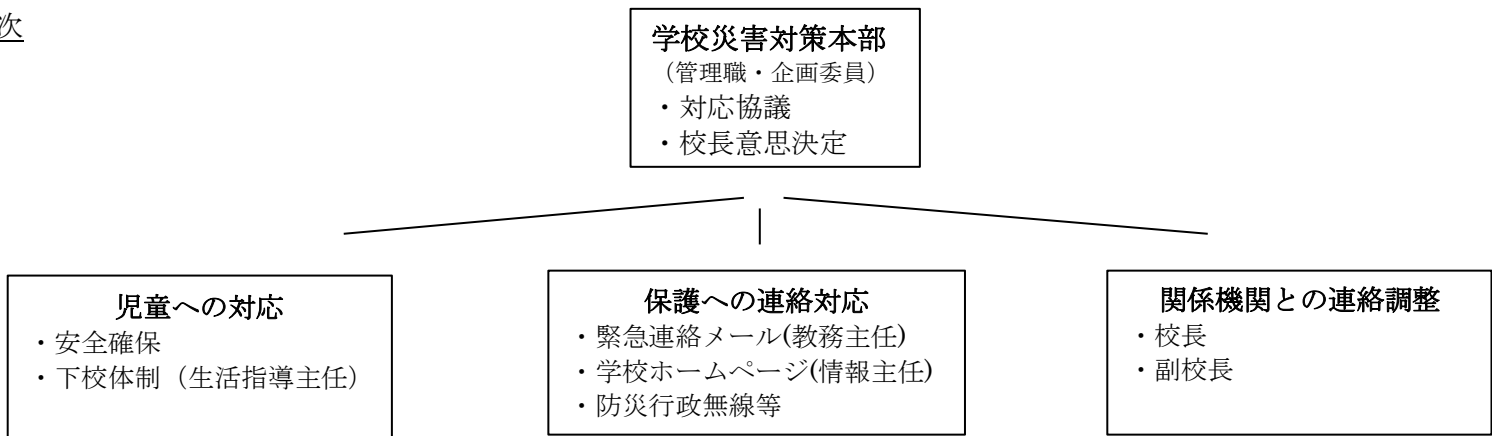 次
学校災害対策本部
（管理職・企画委員）
・対応協議
・校長意思決定
児童への対応
・安全確保
・下校体制（生活指導主任）
保護への連絡対応
・緊急連絡メール(教務主任)
・学校ホームページ(情報主任)
・防災行政無線等
関係機関との連絡調整
・校長
・副校長